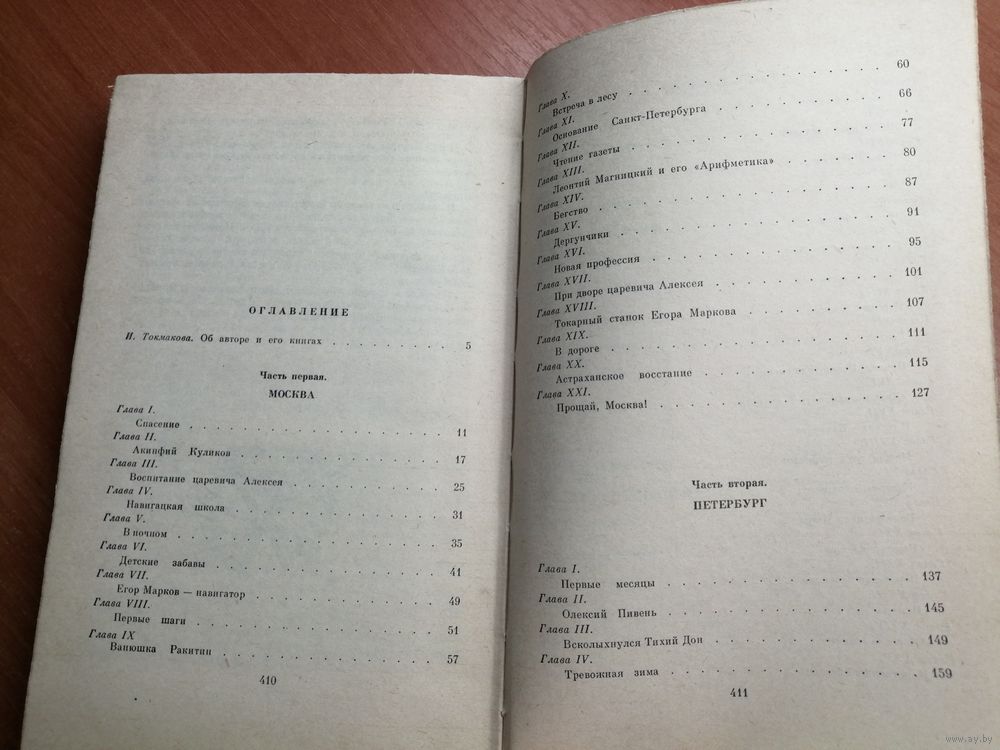 ОГЛАВЛЕНИЕ
И. Токмакова. Об авторе и его книгах . . . . . . . . . . 5
Часть первая.
МОСКВА
Глава I.
Спасение . . . . . . . . . . 11
Глава II.
Акинфий Куликов . . . . . . . . . . 17
Глава III.
Воспитание царевича Алексея . . . . . . . . . . 25
Глава IV.
Навигацкая школа . . . . . . . . . . 31
Глава V.
В ночном . . . . . . . . . . 35
Глава VI.
Детские забавы . . . . . . . . . . 41
Глава VII.
Егор Марков — навигатор . . . . . . . . . . 49
Глава VIII.
Первые шаги . . . . . . . . . . 51
Глава IX
Ванюшка Ракитин . . . . . . . . . . 57
410
Глава X.
Встреча в лесу . . . . . . . . . . 60
Глава XI.
Основание Санкт-Петербурга . . . . . . . . . . 66
Глава XII.
Чтение газеты . . . . . . . . . . 77
Глава XIII.
Леонтий Магницкий и его «Арифметика» . . . . . . . . . . 80
Глава XIV.
Бегство . . . . . . . . . . 87
Глава XV.
Дергунчики . . . . . . . . . . 91
Глава XVI.
Новая профессия . . . . . . . . . . 95
Глава XVII.
При дворе царевича Алексея . . . . . . . . . . 101
Глава XVIII.
Токарный станок Егора Маркова . . . . . . . . . . 107
Глава XIX.
В дороге . . . . . . . . . . 111
Глава XX.
Астраханское восстание . . . . . . . . . . 115
Глава XXI.
Прощай, Москва! . . . . . . . . . . 127
Часть вторая.
ПЕТЕРБУРГ
Глава I.
Первые месяцы . . . . . . . . . . 137
Глава II.
Олексий Пивень . . . . . . . . . . 145
Глава III.
Всколыхнулся Тихий Дон . . . . . . . . . . 149
Глава IV.
Тревожная зима . . . . . . . . . . 159
411
www.ay.by